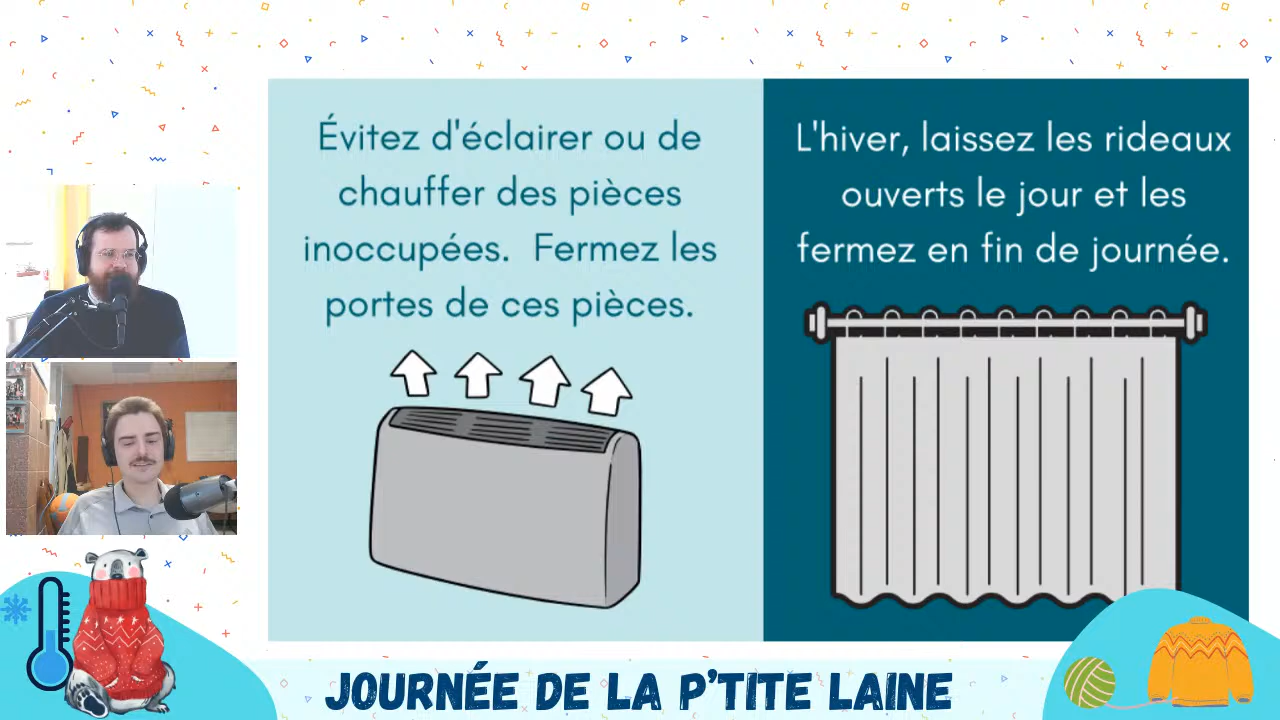 Évitez d'éclairer ou de
chauffer des pièces
inoccupées. Fermez les
portes de ces pièces.
L'hiver, laissez les rideaux
ouverts le jour et les
fermez en fin de journée.
JOURNÉE DE LA P'TITE LAINE